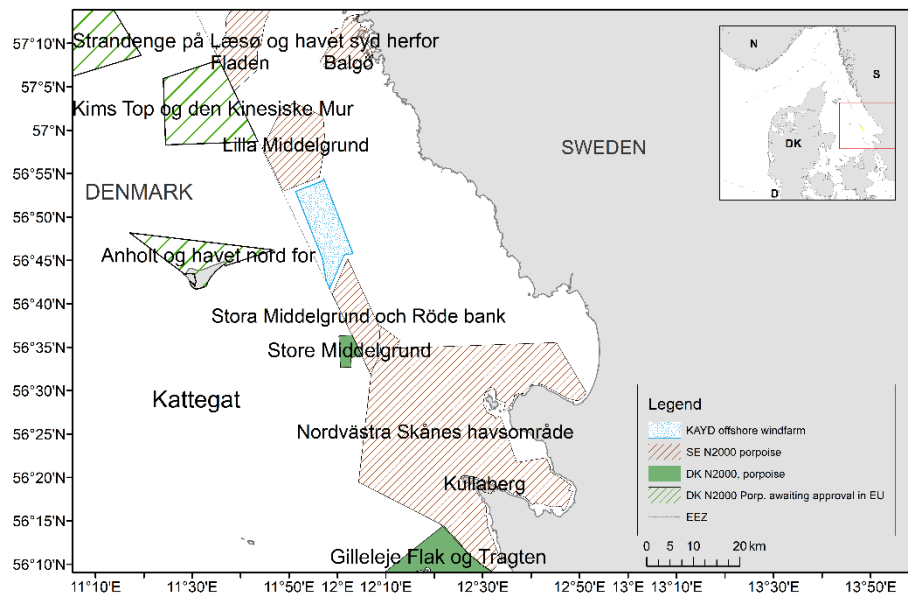 57°10'N
57°5'N
57°N
56°55'N
56°50'N
56°45'N
56°40'N
56°35'N
56°30'N
56°25'N
56°20'N
56°15'N
56°10'N
Strandenge på Læsø og havet syd herfor
Fladen
Balgö
Kims Top og den Kinesiske Mur
Lilla Middelgrund
SWEDEN
DENMARK
Anholt og havet nord for
Stora Middelgrund och Röde bank
Store Middelgrund
Kattegat
Nordvästra Skånes havsområde
Kullaberg
Gilleleje Flak og Tragten
N
S
DK
D
Legend
KAYD offshore windfarm
SE N2000 porpoise
DK N2000, porpoise
DK N2000 Porp. awaiting approval in EU
EEZ
0 5 10 20 km
11°10'E 11°30'E 11°50'E 12°0'E 12°10'E 12°30'E 12°50'E 13°0'E 13°10'E 13°30'E 13°50'E